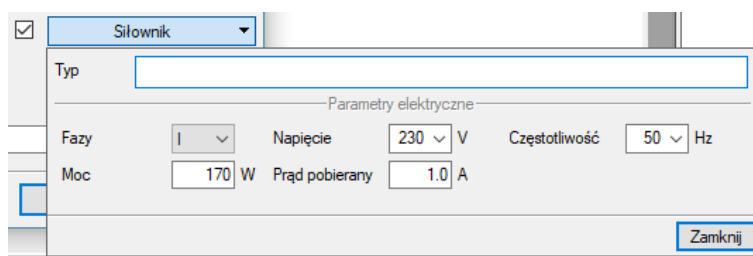 Siłownik
Typ
Parametry elektryczne
Fazy I Napięcie 230 V Częstotliwość 50 Hz
Moc 170 W Prąd pobierany 1.0 A
Zamknij